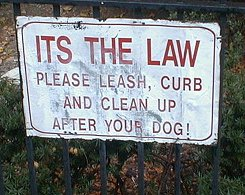 ITS THE LAW
PLEASE LEASH, CURB
AND CLEAN UP
AFTER YOUR DOG!